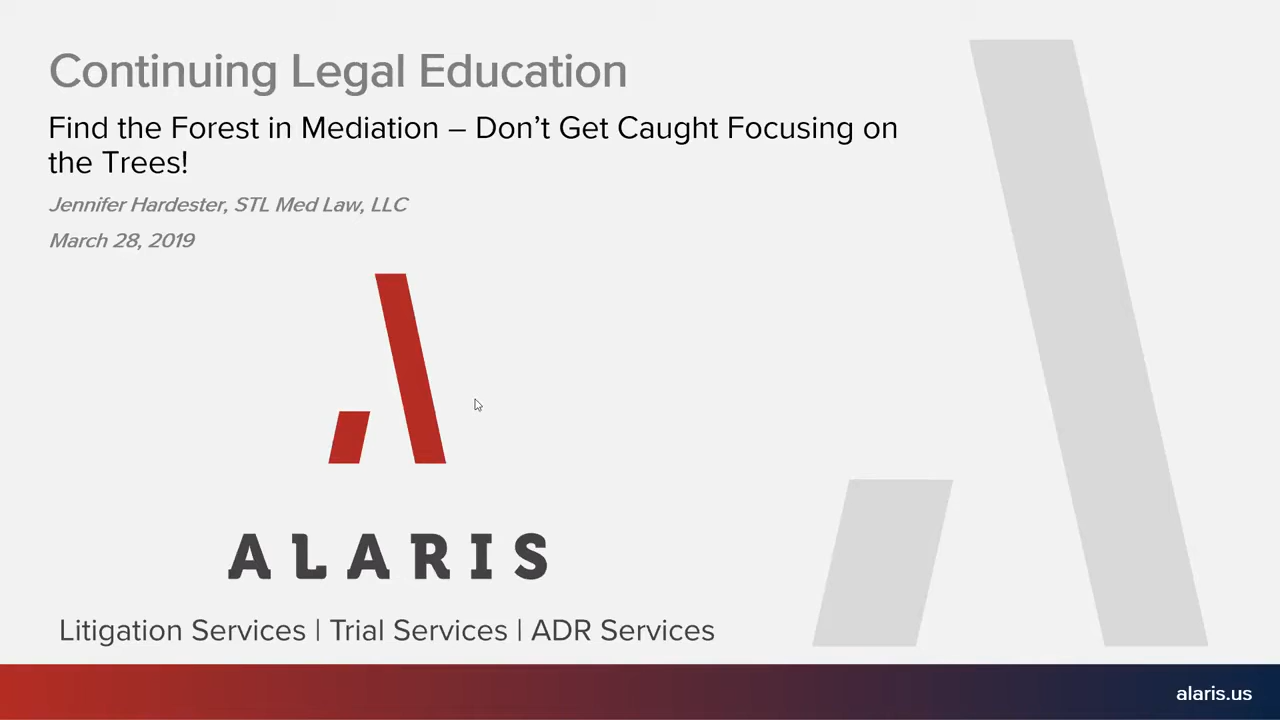 Continuing Legal Education
Find the Forest in Mediation – Don’t Get Caught Focusing on
the Trees!
Jennifer Hardester, STL Med Law, LLC
March 28, 2019
ALARIS
Litigation Services | Trial Services | ADR Services
alaris.us